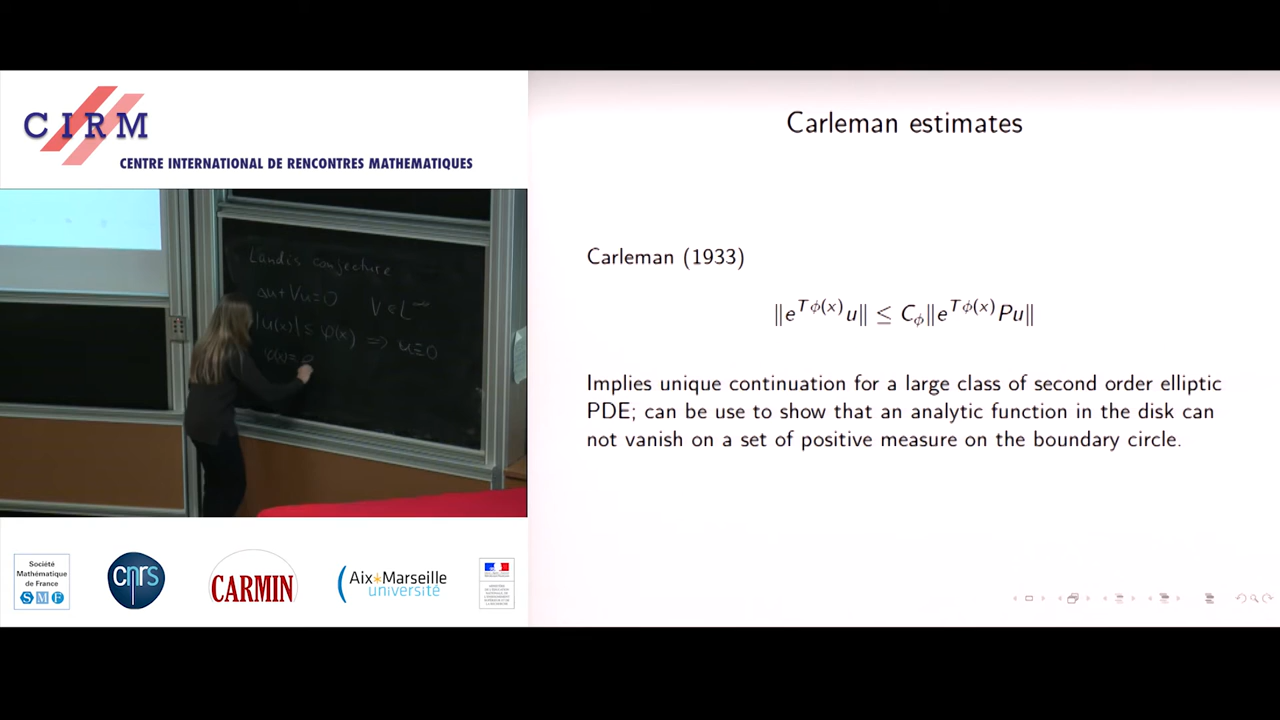 CIRM
CENTRE INTERNATIONAL DE RENCONTRES MATHEMATIQUES
Landis conjecture
Δu+Vu=0 V∈L^∞
|u(x)| ≤ φ(x) ⇒ u≡0
φ(x)=
Société
Mathématique
de France
SMF
cnrs
CARMIN
Aix*Marseille
université
Carleman estimates
Carleman (1933)
‖e^{Tϕ(x)}u‖ ≤ C_ϕ‖e^{Tϕ(x)}Pu‖
Implies unique continuation for a large class of second order elliptic
PDE; can be use to show that an analytic function in the disk can
not vanish on a set of positive measure on the boundary circle.